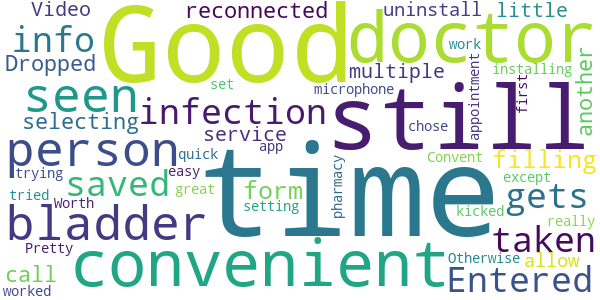 Video reconnected uninstall little
info Good doctor
Dropped multiple work installing another
seen set microphone first
selecting infection still appointment
service chose
person quick app Convent filling
trying saved easy time pharmacy except
tried great form gets
Worth setting kicked
bladder really taken
Pretty convenient Otherwise allow
call Entered
worked